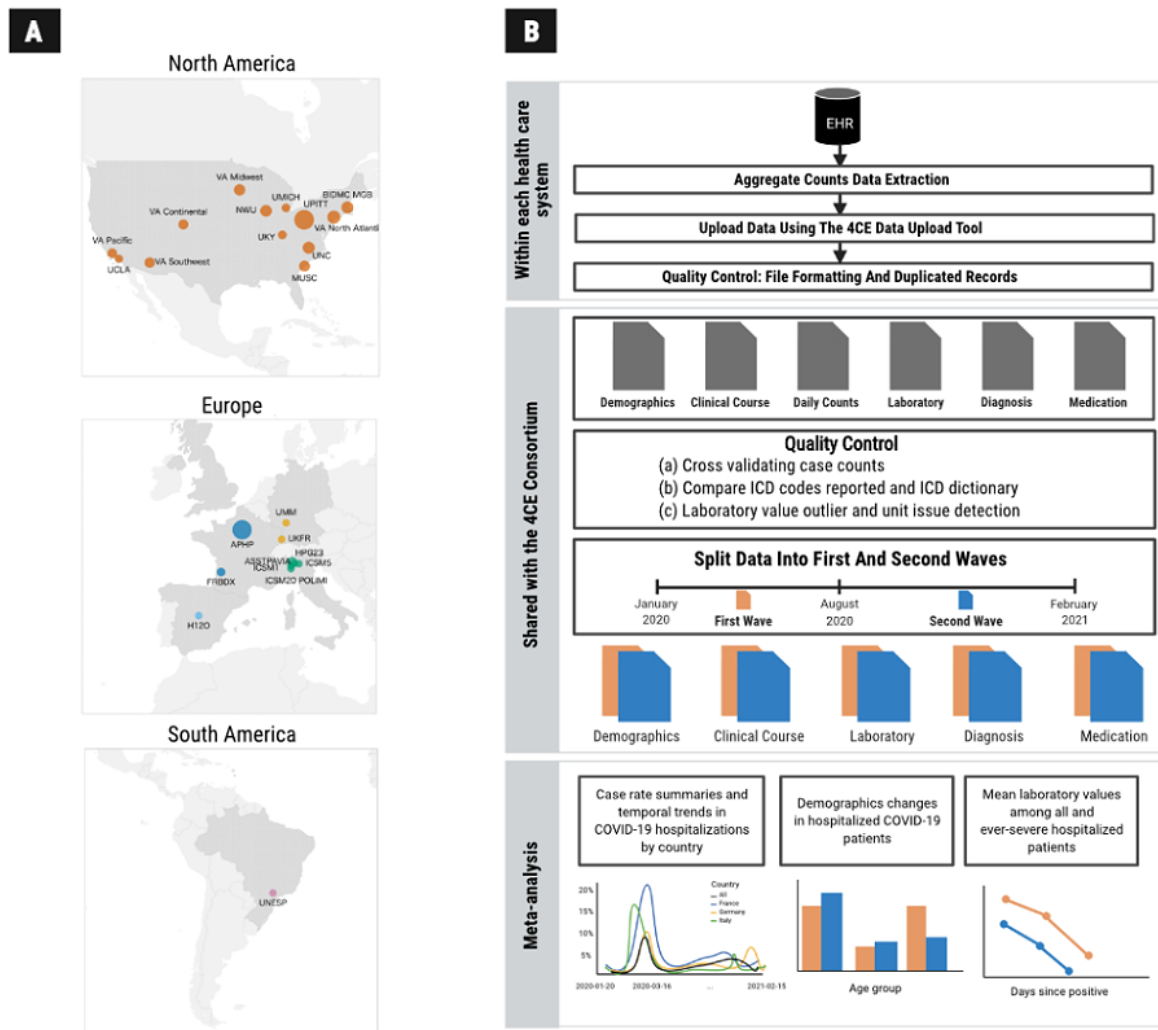 A
North America
VA Midwest
UMICH
BIDMC MGB
NWU
UPITT
VA Continental
VA North Atlanti
UKY
VA Pacific
UNC
UCLA
VA Southwest
MUSC
Europe
UMM
APHP
UKFR
HPG23
ASSTPAVIA
ICSM1
ICSM5
FRBDX
ICSM20 POLIMI
H12O
South America
UNESP
B
Within each health care
system
EHR
Aggregate Counts Data Extraction
Upload Data Using The 4CE Data Upload Tool
Quality Control: File Formatting And Duplicated Records
Shared with the 4CE Consortium
Demographics
Clinical Course
Daily Counts
Laboratory
Diagnosis
Medication
Quality Control
(a) Cross validating case counts
(b) Compare ICD codes reported and ICD dictionary
(c) Laboratory value outlier and unit issue detection
Split Data Into First And Second Waves
January
2020
First Wave
August
2020
Second Wave
February
2021
Demographics
Clinical Course
Laboratory
Diagnosis
Medication
Meta-analysis
Case rate summaries and
temporal trends in
COVID-19 hospitalizations
by country
Demographics changes
in hospitalized COVID-19
patients
Mean laboratory values
among all and
ever-severe hospitalized
patients
20%
15%
10%
5%
Country
All
France
Germany
Italy
2020-01-20
2020-03-16
...
2021-02-15
Age group
Days since positive